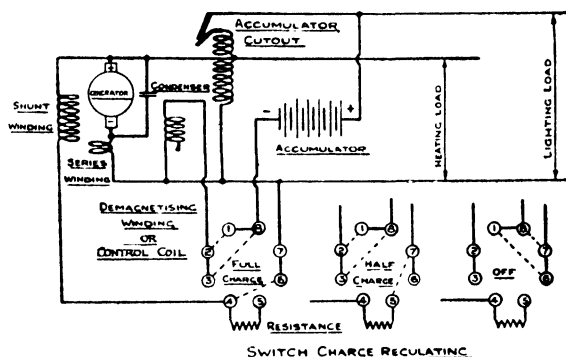 ACCUMULATOR
CUTOUT
+
GENERATOR
-
CONDENSER
SHUNT
WINDING
SERIES
WINDING
- +
ACCUMULATOR
HEATING LOAD
LIGHTING LOAD
DEMAGNETISING
WINDING
OR
CONTROL COIL
1 8
2 7
FULL
CHARGE
3 6
4 5
1 8
2 7
HALF
CHARGE
3 6
4 5
1 8
2 7
OFF
3 6
4 5
RESISTANCE
SWITCH CHARGE REGULATING